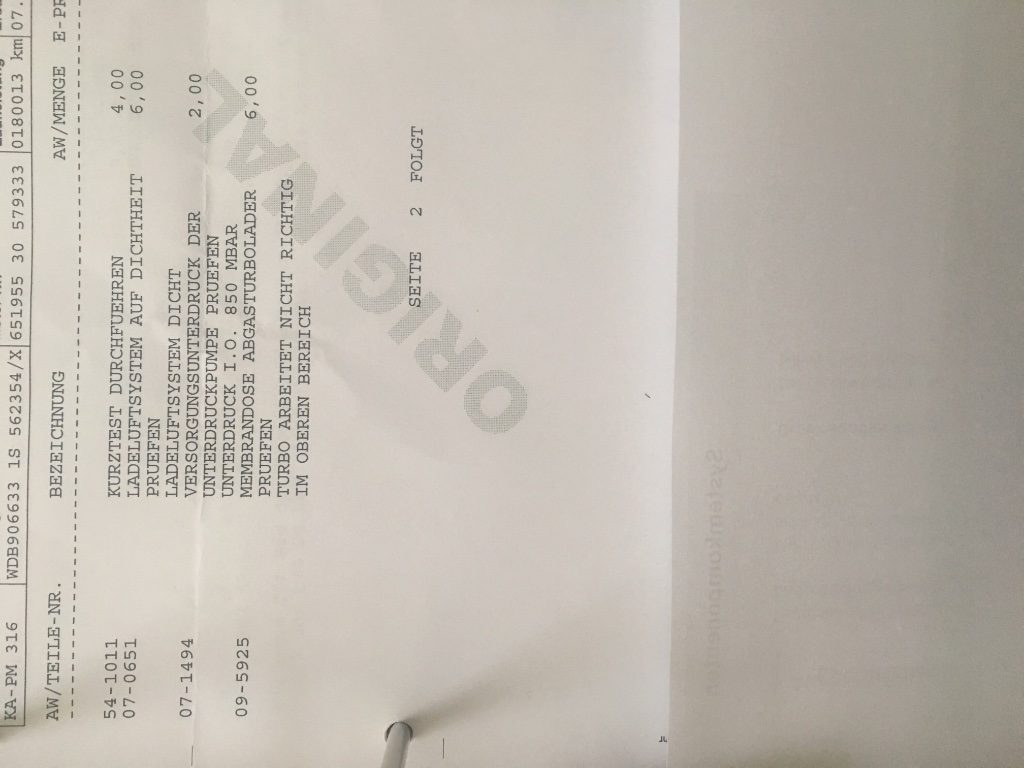 KA-PM 316 WDB906633 1S 562354/X 651955 30 579333 0180013 km 07.
AW/TEILE-NR. BEZEICHNUNG AW/MENGE
54-1011 KURZTEST DURCHFUEHREN 4,00
07-0651 LADELUFTSYSTEM AUF DICHTHEIT 6,00
PRUEFEN
LADELUFTSYSTEM DICHT
07-1494 VERSORGUNGSUNTERDRUCK DER 2,00
UNTERDRUCKPUMPE PRUEFEN
UNTERDRUCK I.O. 850 MBAR
09-5925 MEMBRANDOSE ABGASTURBOLADER 6,00
PRUEFEN
TURBO ARBEITET NICHT RICHTIG
IM OBEREN BEREICH
ORIGINAL
SEITE 2 FOLGT
Systemkomponenten